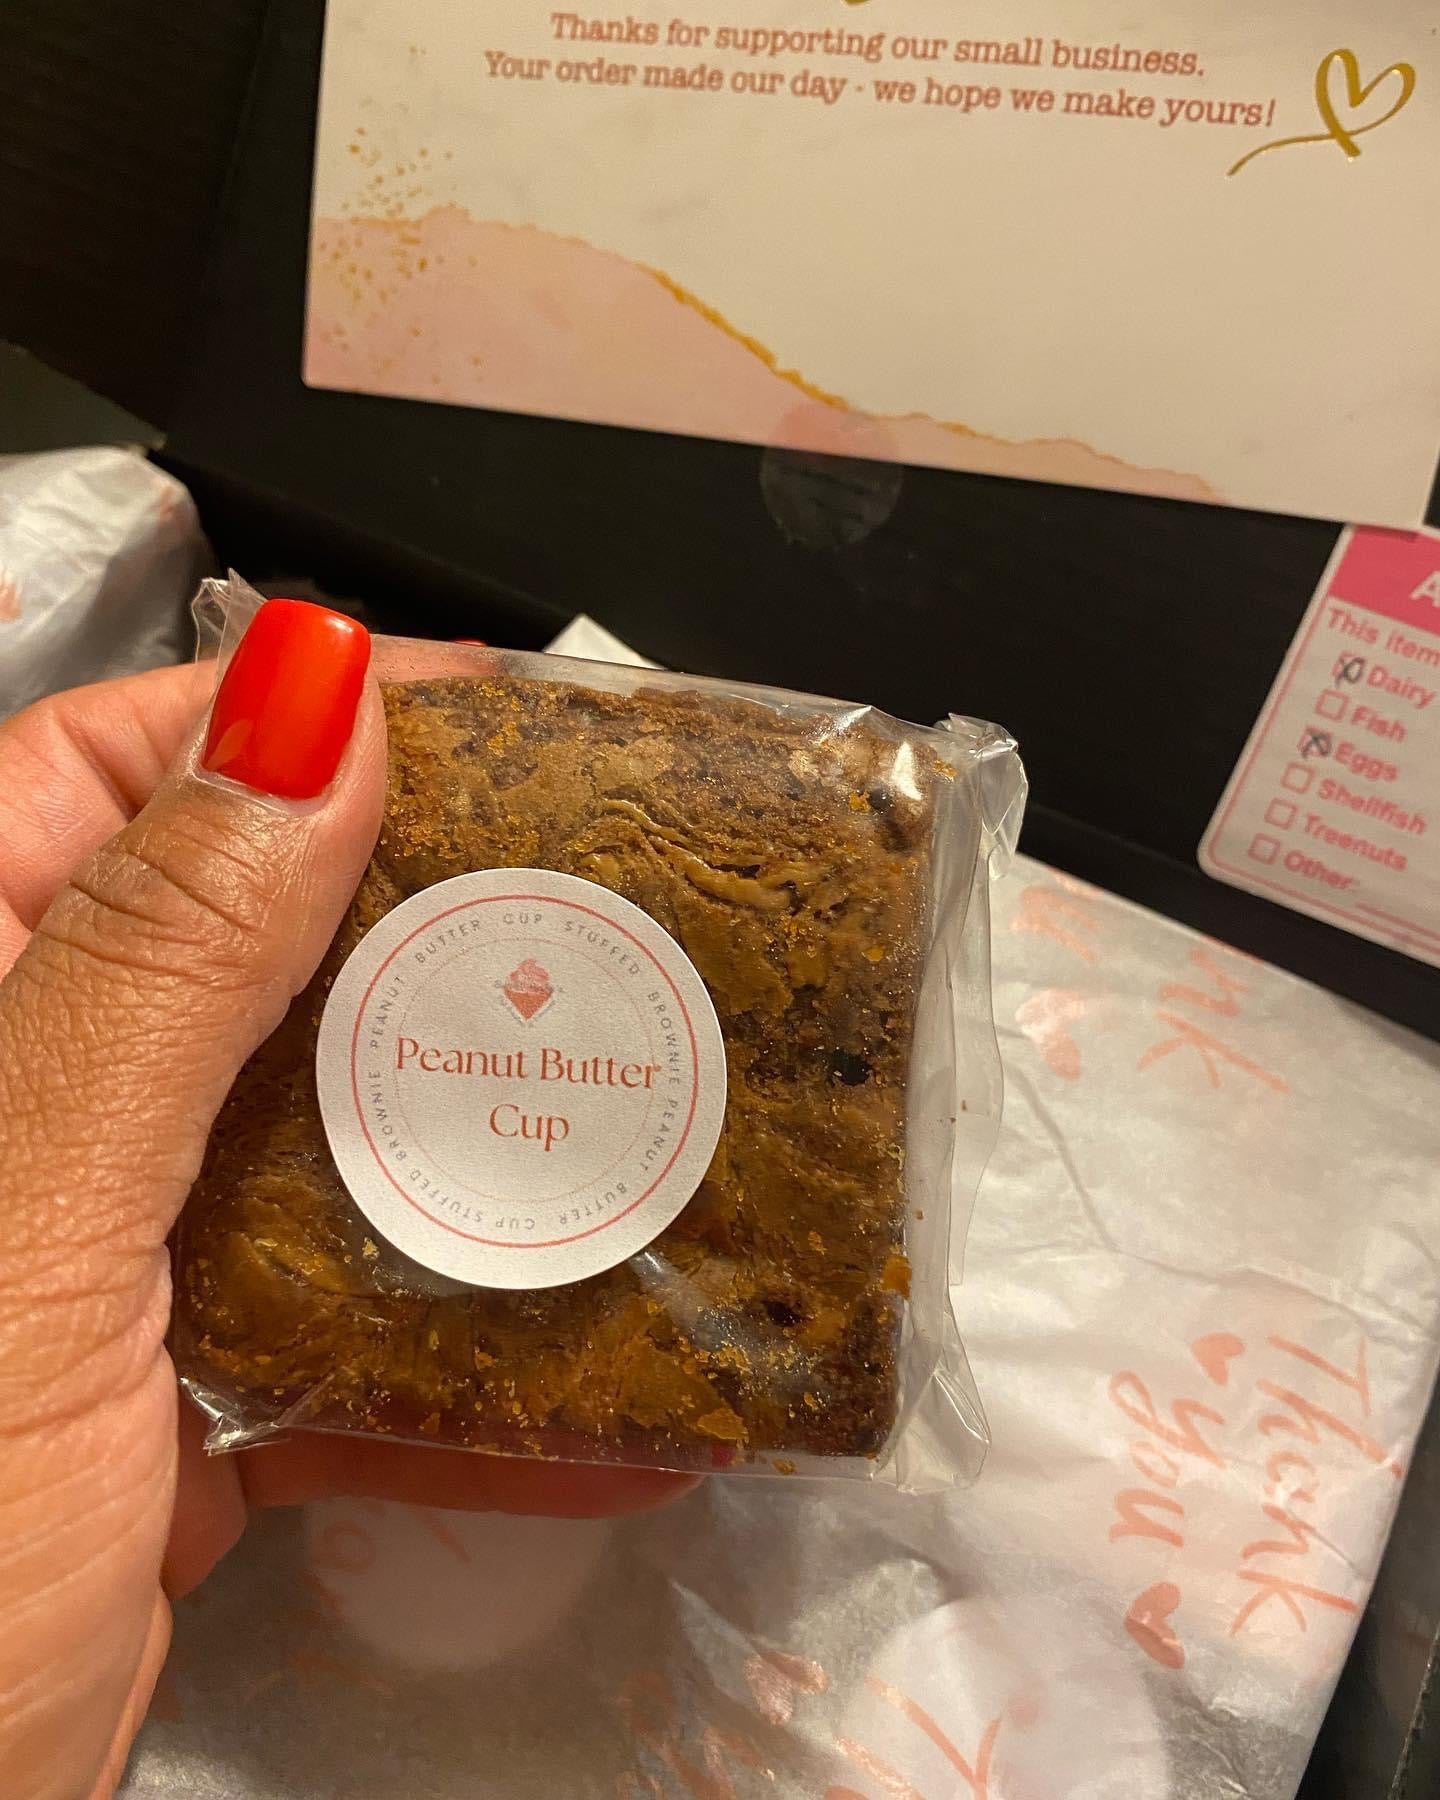 Thanks for supporting our small business.
Your order made our day - we hope we make yours!
This item
Dairy
Fish
Eggs
Shellfish
Treenuts
Other
PEANUT BUTTER CUP STUFFED BROWNIE PEANUT BUTTER CUP STUFFED BROWNIE
Peanut Butter
Cup
Thank
you